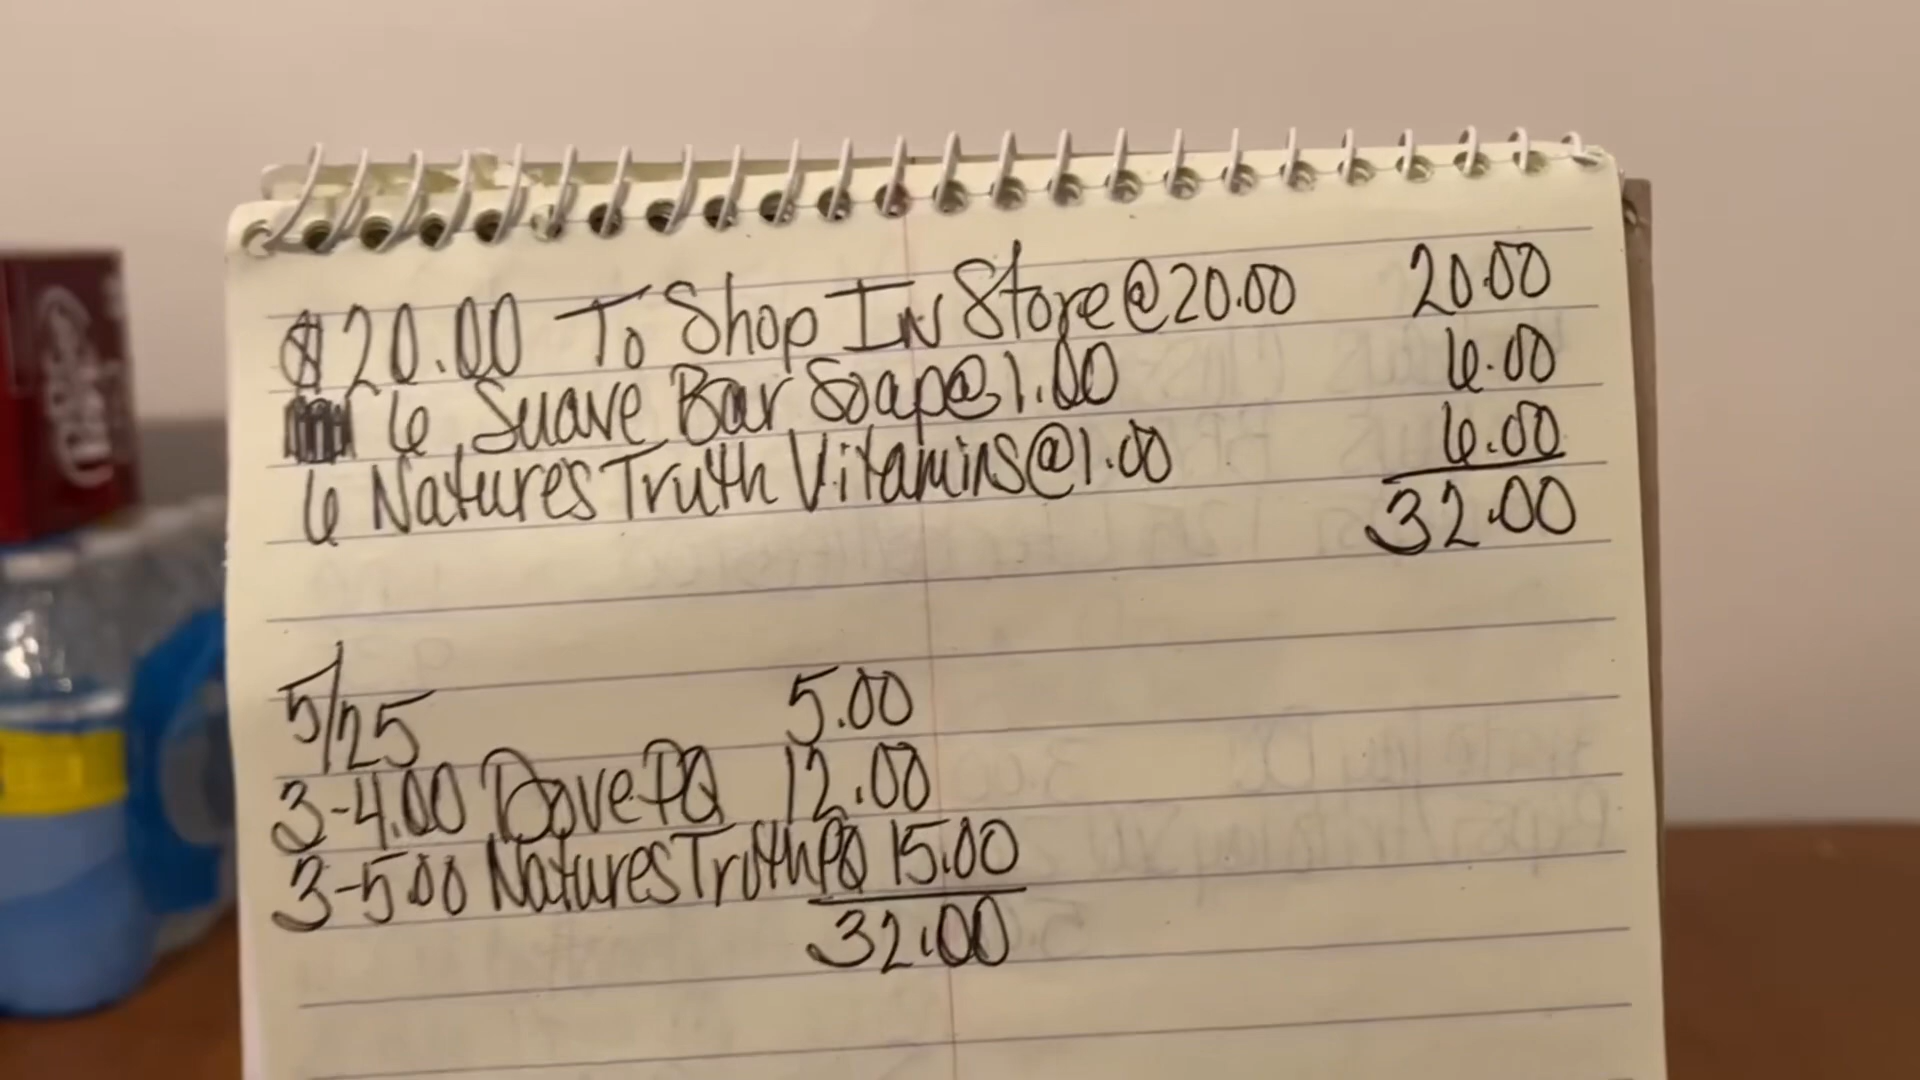 $20.00 To Shop In Store @ 20.00 20.00
6 Suave Bar Soap @ 1.00 6.00
6 Natures Truth Vitamins @ 1.00 6.00
32.00
5/25 5.00
3-4.00 Dove PQ 12.00
3-5.00 Natures Truth PQ 15.00
32.00